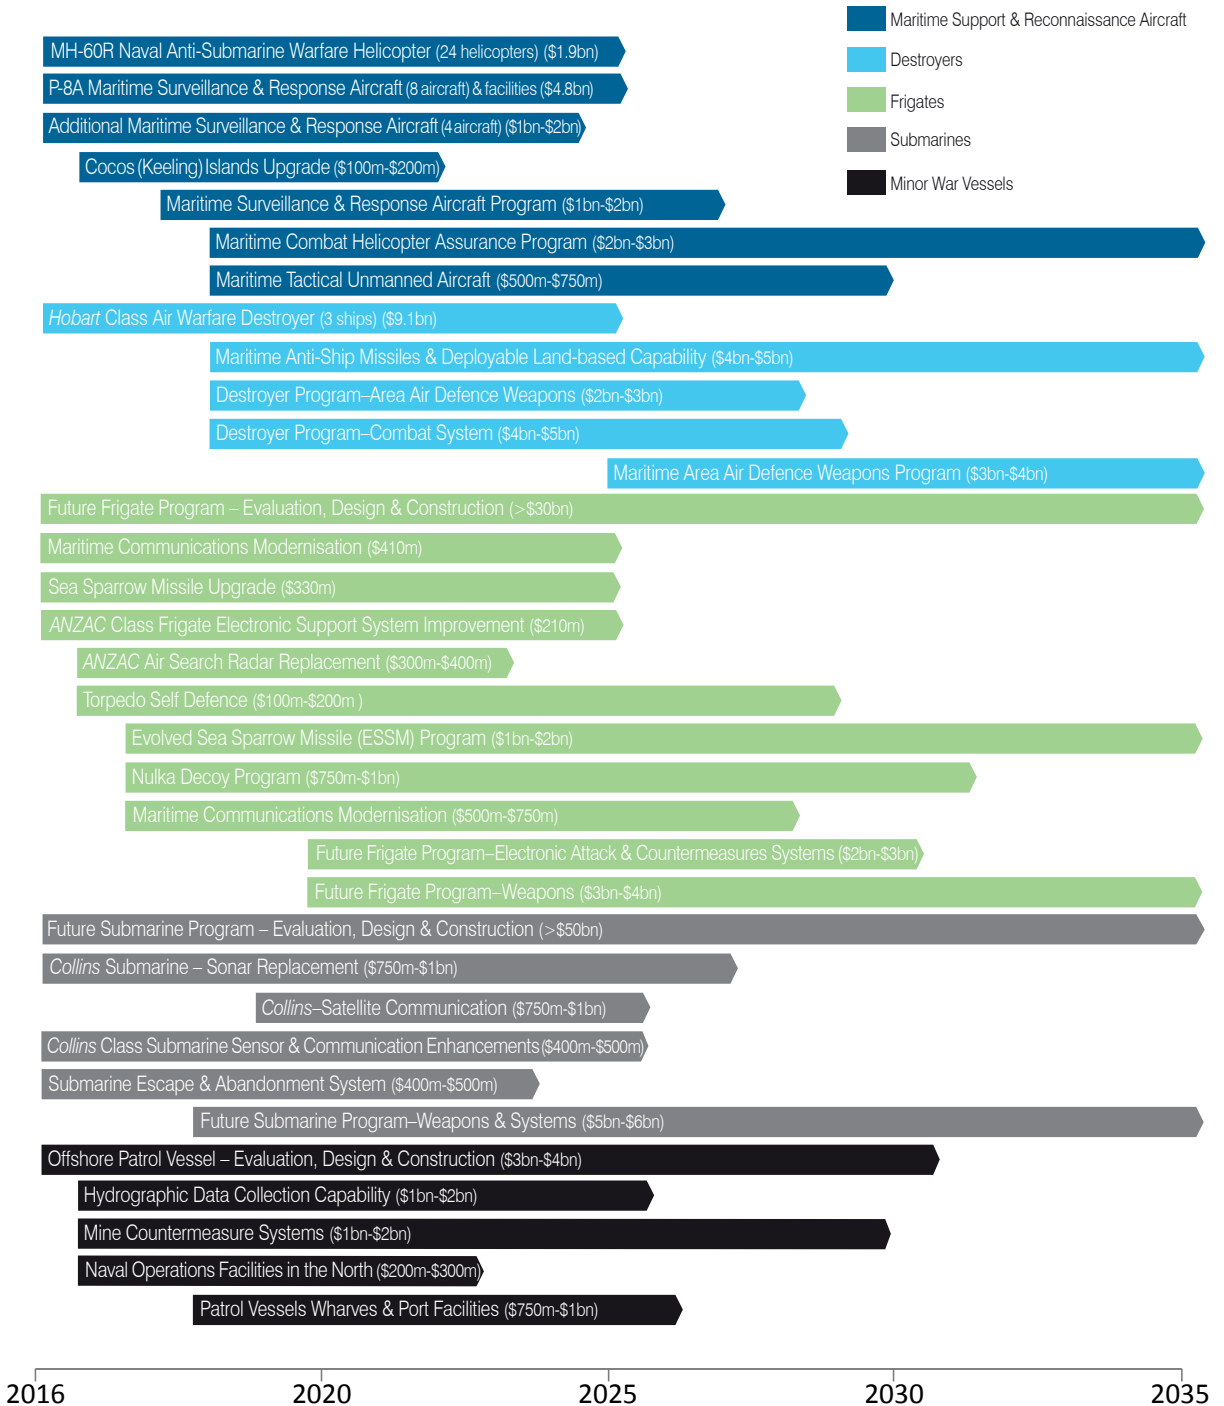 Maritime Support & Reconnaissance Aircraft
Destroyers
Frigates
Submarines
Minor War Vessels
MH-60R Naval Anti-Submarine Warfare Helicopter (24 helicopters) ($1.9bn)
P-8A Maritime Surveillance & Response Aircraft (8 aircraft) & facilities ($4.8bn)
Additional Maritime Surveillance & Response Aircraft (4 aircraft) ($1bn-$2bn)
Cocos (Keeling) Islands Upgrade ($100m-$200m)
Maritime Surveillance & Response Aircraft Program ($1bn-$2bn)
Maritime Combat Helicopter Assurance Program ($2bn-$3bn)
Maritime Tactical Unmanned Aircraft ($500m-$750m)
Hobart Class Air Warfare Destroyer (3 ships) ($9.1bn)
Maritime Anti-Ship Missiles & Deployable Land-based Capability ($4bn-$5bn)
Destroyer Program–Area Air Defence Weapons ($2bn-$3bn)
Destroyer Program–Combat System ($4bn-$5bn)
Maritime Area Air Defence Weapons Program ($3bn-$4bn)
Future Frigate Program – Evaluation, Design & Construction (>$30bn)
Maritime Communications Modernisation ($410m)
Sea Sparrow Missile Upgrade ($330m)
ANZAC Class Frigate Electronic Support System Improvement ($210m)
ANZAC Air Search Radar Replacement ($300m-$400m)
Torpedo Self Defence ($100m-$200m )
Evolved Sea Sparrow Missile (ESSM) Program ($1bn-$2bn)
Nulka Decoy Program ($750m-$1bn)
Maritime Communications Modernisation ($500m-$750m)
Future Frigate Program–Electronic Attack & Countermeasures Systems ($2bn-$3bn)
Future Frigate Program–Weapons ($3bn-$4bn)
Future Submarine Program – Evaluation, Design & Construction (>$50bn)
Collins Submarine – Sonar Replacement ($750m-$1bn)
Collins–Satellite Communication ($750m-$1bn)
Collins Class Submarine Sensor & Communication Enhancements ($400m-$500m)
Submarine Escape & Abandonment System ($400m-$500m)
Future Submarine Program–Weapons & Systems ($5bn-$6bn)
Offshore Patrol Vessel – Evaluation, Design & Construction ($3bn-$4bn)
Hydrographic Data Collection Capability ($1bn-$2bn)
Mine Countermeasure Systems ($1bn-$2bn)
Naval Operations Facilities in the North ($200m-$300m)
Patrol Vessels Wharves & Port Facilities ($750m-$1bn)
2016 2020 2025 2030 2035